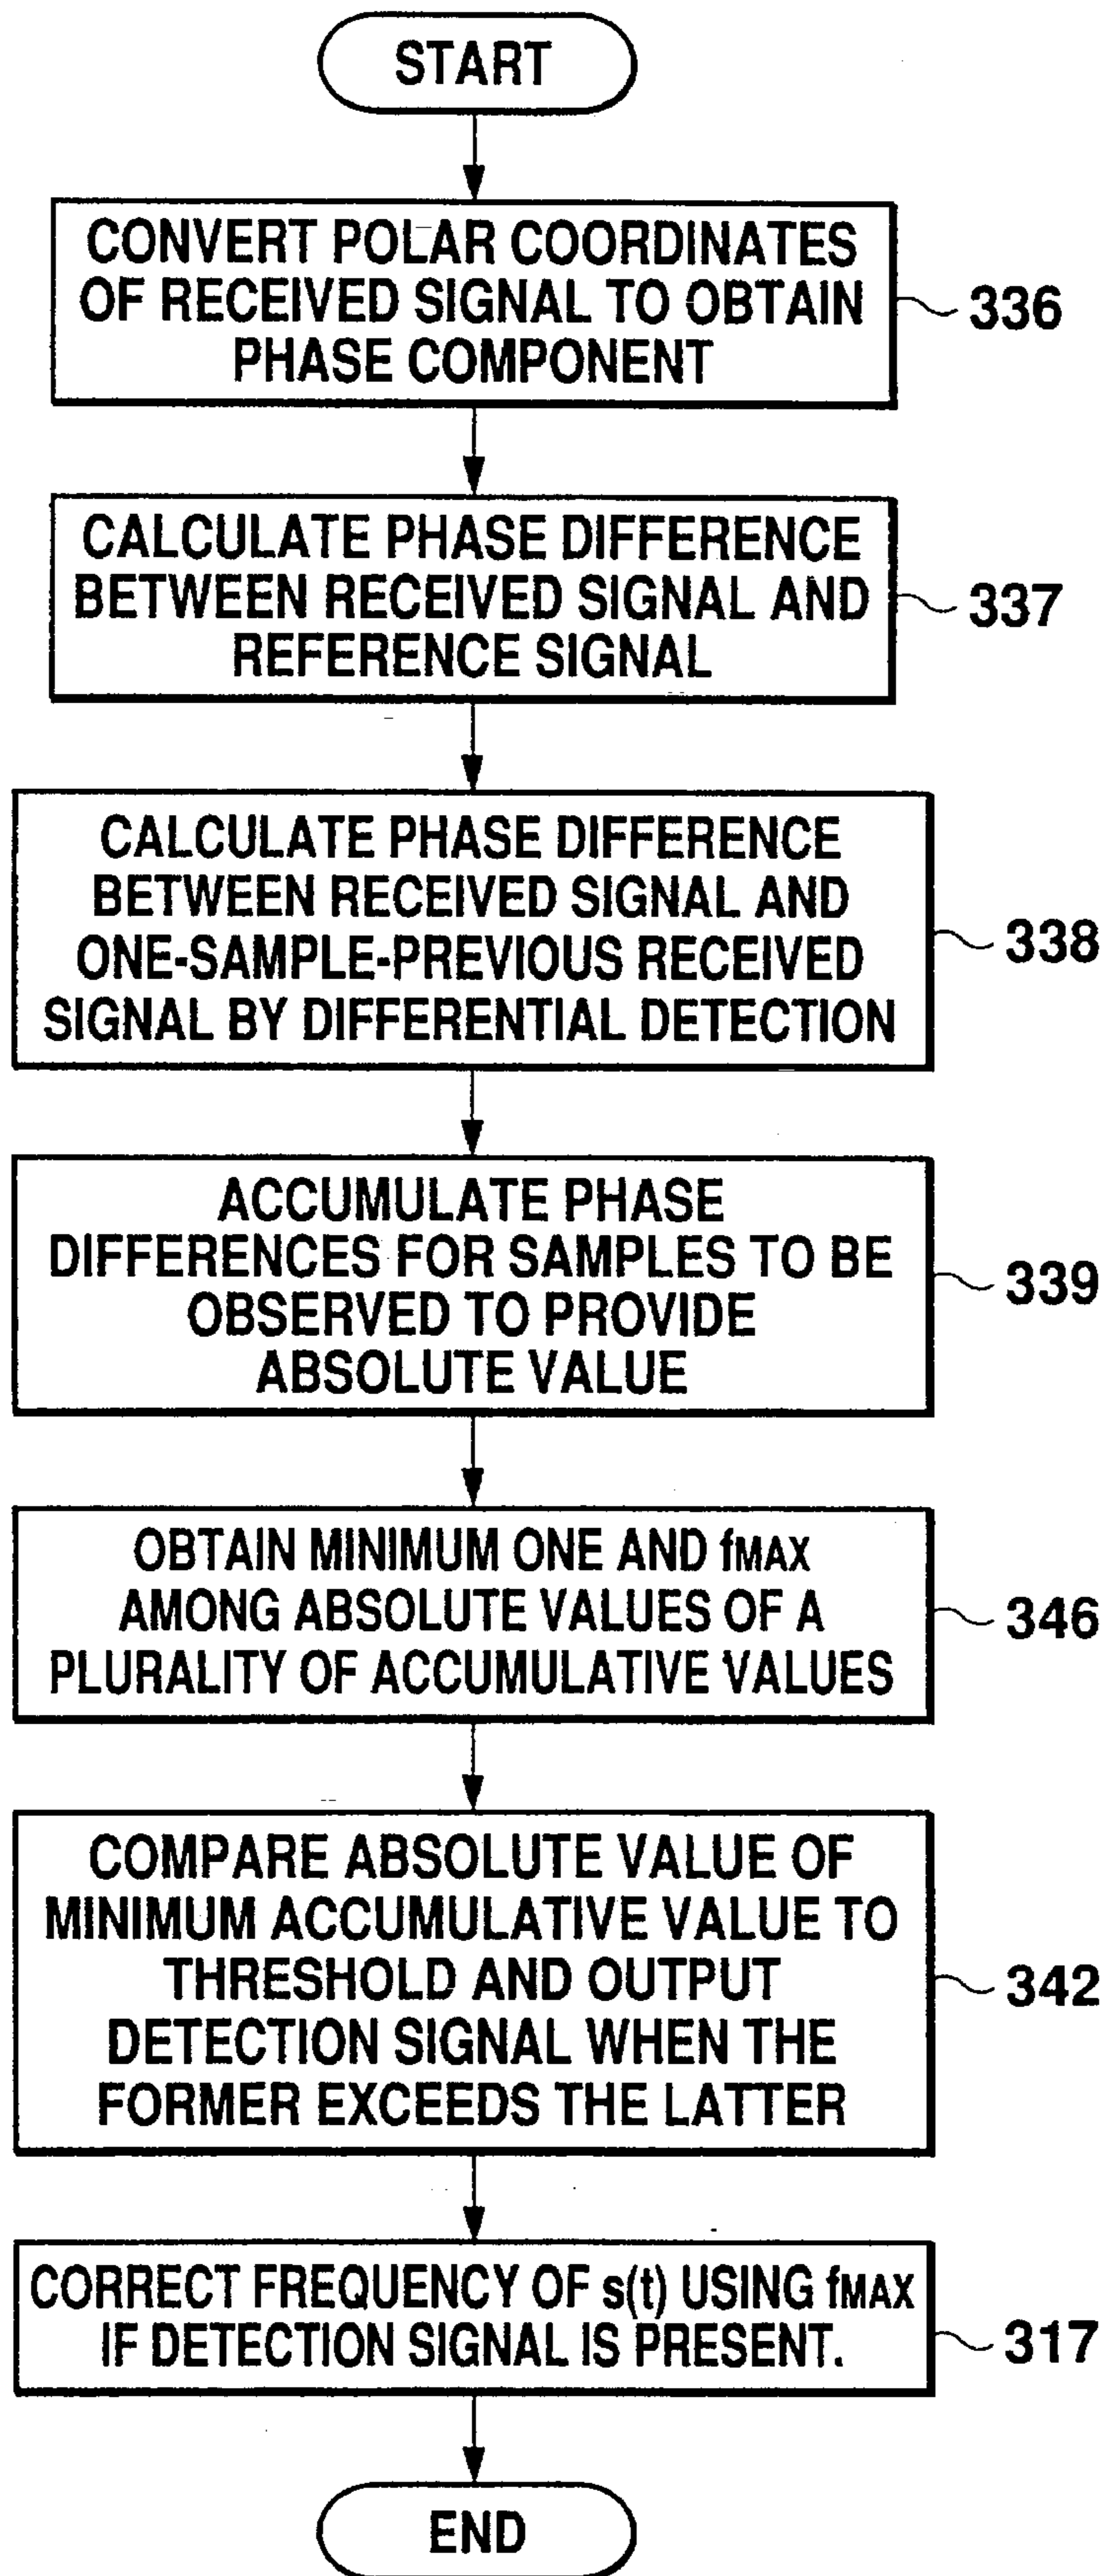 START
CONVERT POLAR COORDINATES
OF RECEIVED SIGNAL TO OBTAIN
PHASE COMPONENT
336
CALCULATE PHASE DIFFERENCE
BETWEEN RECEIVED SIGNAL AND
REFERENCE SIGNAL
337
CALCULATE PHASE DIFFERENCE
BETWEEN RECEIVED SIGNAL AND
ONE-SAMPLE-PREVIOUS RECEIVED
SIGNAL BY DIFFERENTIAL DETECTION
338
ACCUMULATE PHASE
DIFFERENCES FOR SAMPLES TO BE
OBSERVED TO PROVIDE
ABSOLUTE VALUE
339
OBTAIN MINIMUM ONE AND fMAX
AMONG ABSOLUTE VALUES OF A
PLURALITY OF ACCUMULATIVE VALUES
346
COMPARE ABSOLUTE VALUE OF
MINIMUM ACCUMULATIVE VALUE TO
THRESHOLD AND OUTPUT
DETECTION SIGNAL WHEN THE
FORMER EXCEEDS THE LATTER
342
CORRECT FREQUENCY OF s(t) USING fMAX
IF DETECTION SIGNAL IS PRESENT.
317
END